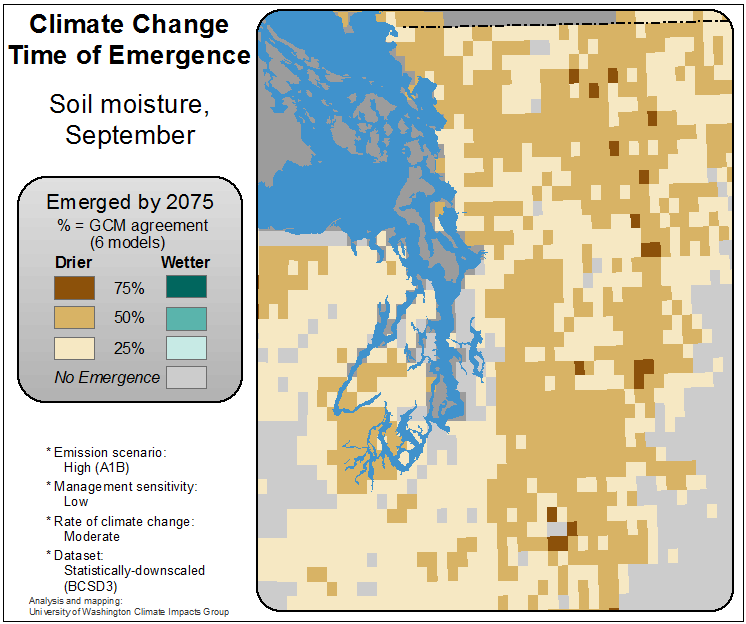 Climate Change
Time of Emergence
Soil moisture,
September
Emerged by 2075
% = GCM agreement
(6 models)
Drier Wetter
75%
50%
25%
No Emergence
* Emission scenario:
High (A1B)
* Management sensitivity:
Low
* Rate of climate change:
Moderate
* Dataset:
Statistically-downscaled
(BCSD3)
Analysis and mapping:
University of Washington Climate Impacts Group